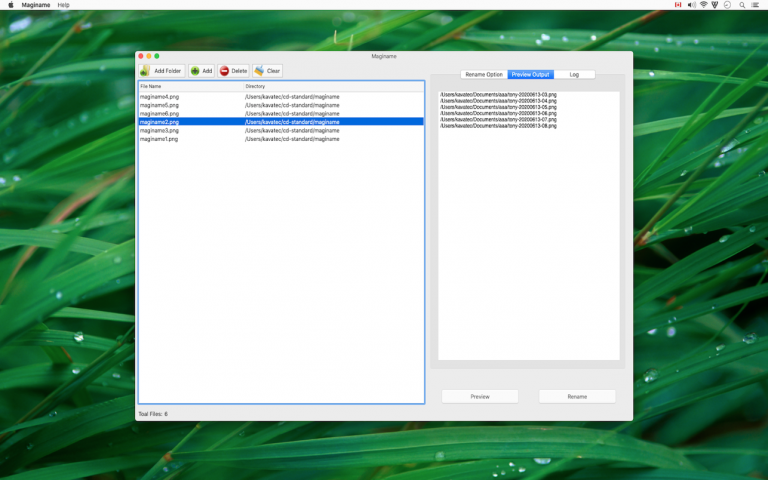 Maginame Help
Maginame
Add Folder Add Delete Clear
Rename Option Preview Output Log
File Name Directory
maginame4.png /Users/kavatec/cd-standard/maginame
maginame5.png /Users/kavatec/cd-standard/maginame
maginame6.png /Users/kavatec/cd-standard/maginame
maginame2.png /Users/kavatec/cd-standard/maginame
maginame3.png /Users/kavatec/cd-standard/maginame
maginame1.png /Users/kavatec/cd-standard/maginame
/Users/kavatec/Documents/aaa/tony-20200613-03.png
/Users/kavatec/Documents/aaa/tony-20200613-04.png
/Users/kavatec/Documents/aaa/tony-20200613-05.png
/Users/kavatec/Documents/aaa/tony-20200613-06.png
/Users/kavatec/Documents/aaa/tony-20200613-07.png
/Users/kavatec/Documents/aaa/tony-20200613-08.png
Preview Rename
Toal Files: 6